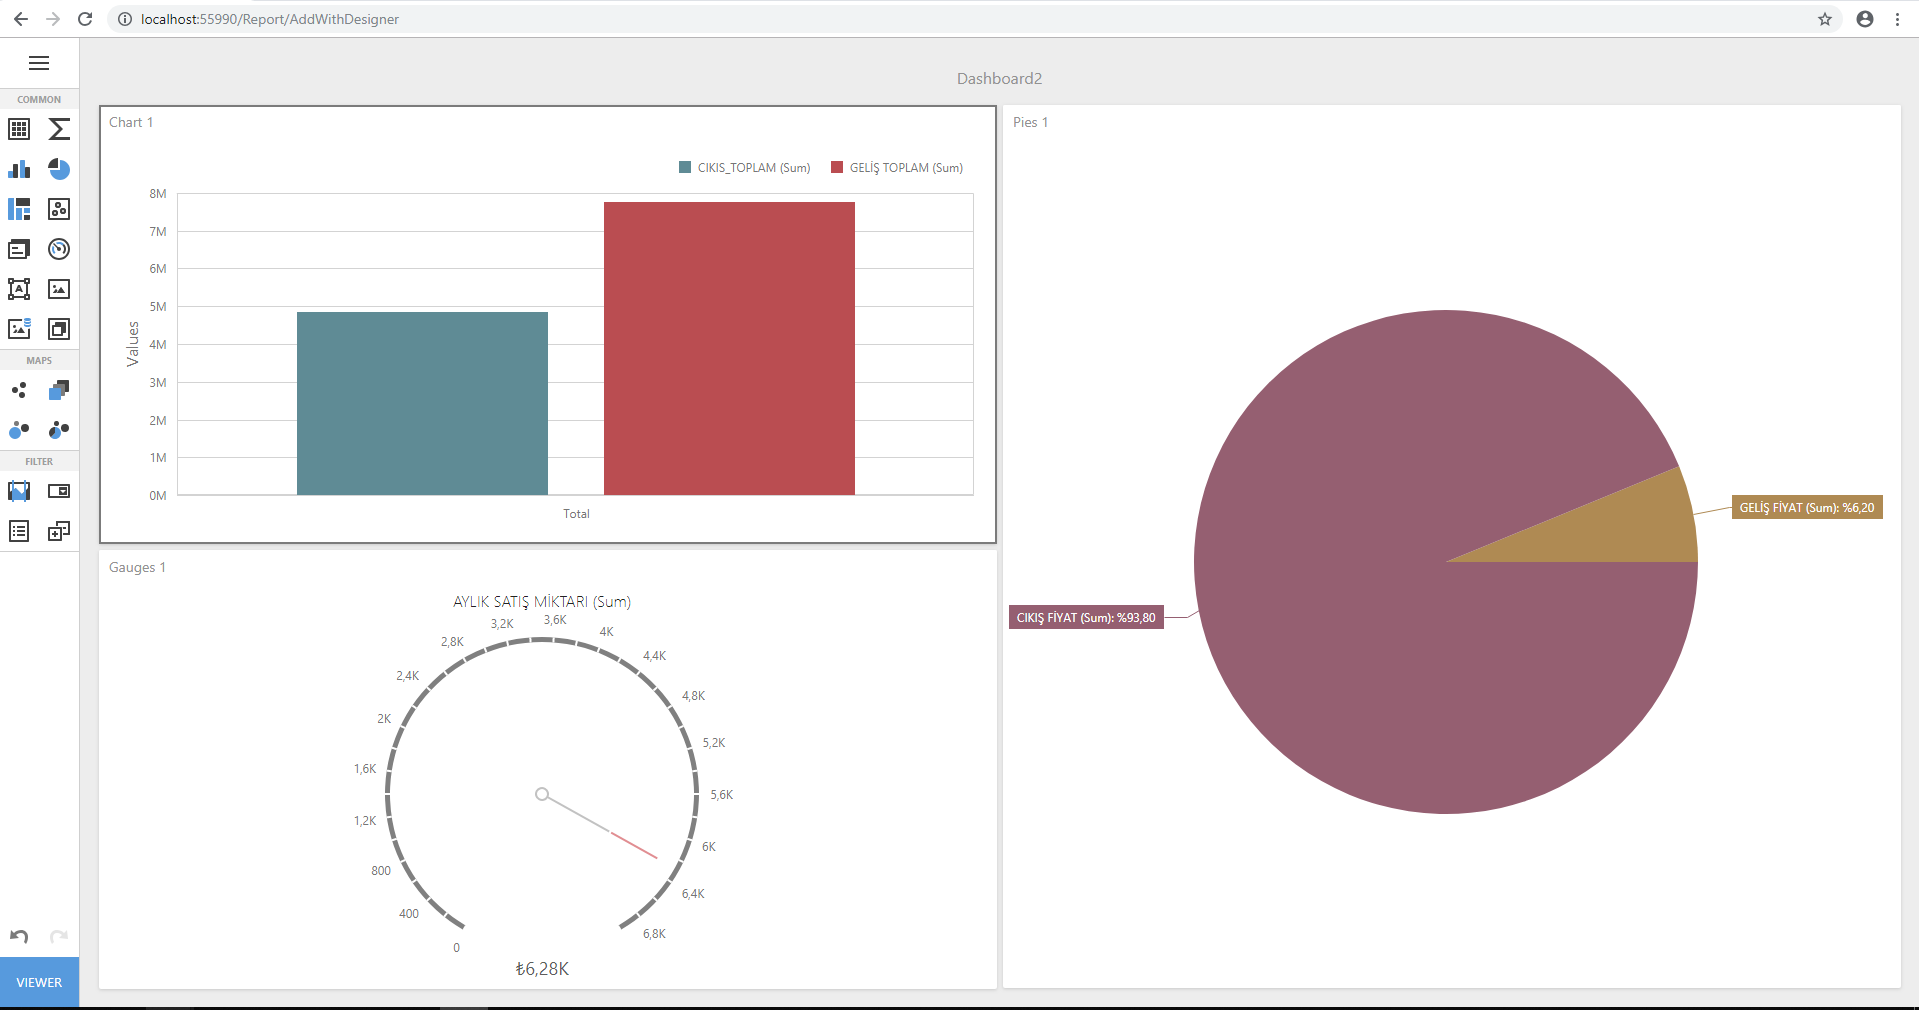 localhost:55990/Report/AddWithDesigner
COMMON
MAPS
FILTER
VIEWER
Dashboard2
Chart 1
CIKIS_TOPLAM (Sum)
GELİŞ TOPLAM (Sum)
8M
7M
6M
5M
4M
3M
2M
1M
0M
Values
Total
Gauges 1
AYLIK SATIŞ MİKTARI (Sum)
0
400
800
1,2K
1,6K
2K
2,4K
2,8K
3,2K
3,6K
4K
4,4K
4,8K
5,2K
5,6K
6K
6,4K
6,8K
₺6,28K
Pies 1
GELİŞ FİYAT (Sum): %6,20
CIKIŞ FİYAT (Sum): %93,80